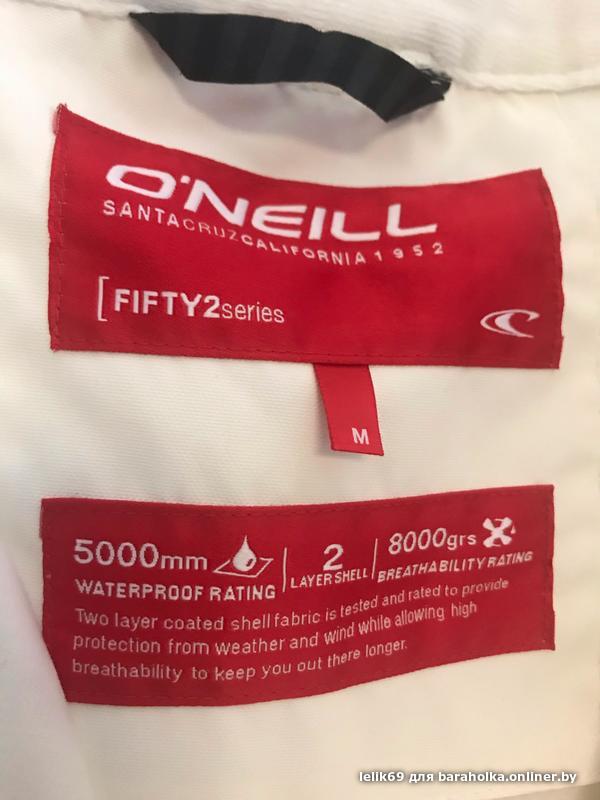 O'NEILL
SANTACRUZCALIFORNIA1952
[FIFTY2series
M
5000mm
WATERPROOF RATING
2
LAYERSHELL
8000grs
BREATHABILITY RATING
Two layer coated shell fabric is tested and rated to provide
protection from weather and wind while allowing high
breathability to keep you out there longer.
lelik69 для baraholka.onliner.by